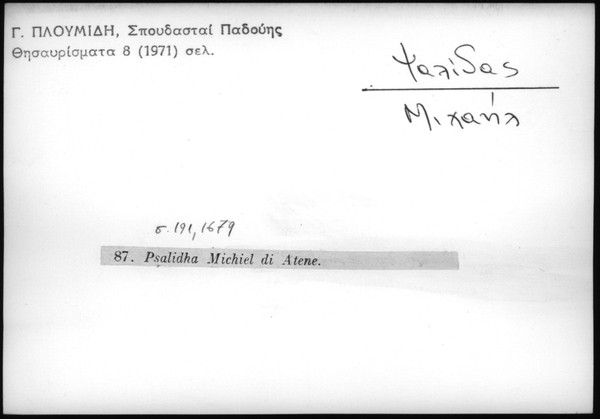 Γ. ΠΛΟΥΜΙΔΗ, Σπουδασταί Παδούης
Θησαυρίσματα 8 (1971) σελ.
Ψαλίδας
Μιχαήλ
σ. 191, 1679
87. Psalidha Michiel di Atene.